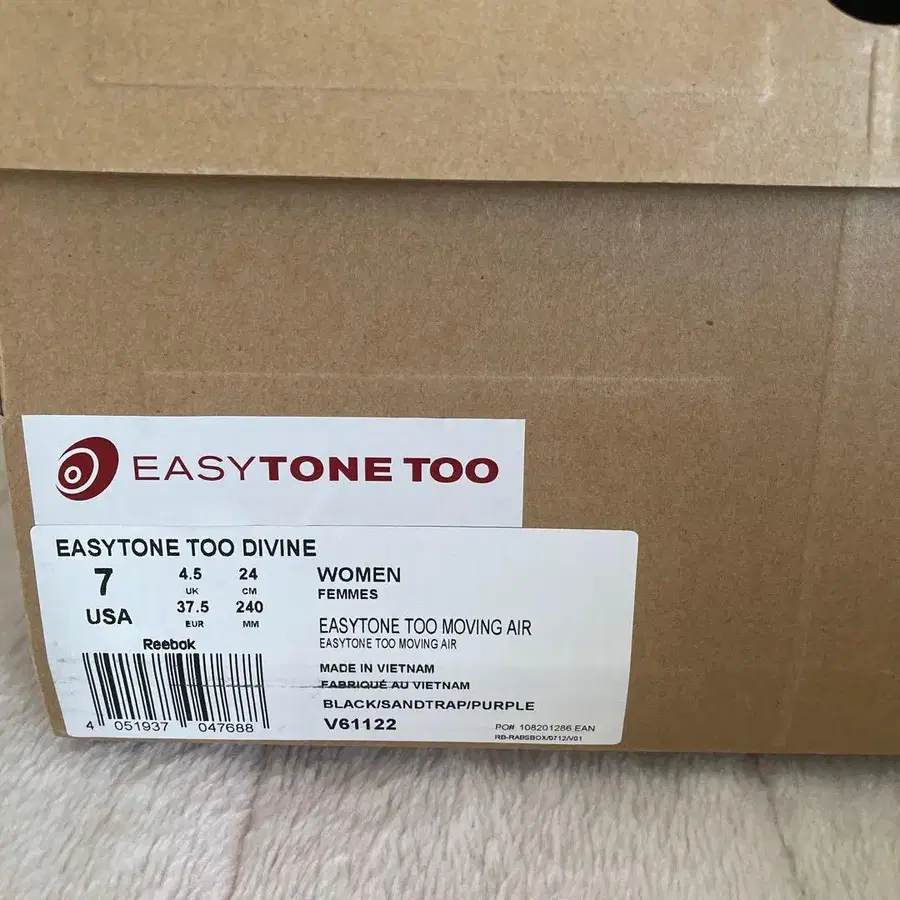 EASYTONE TOO
EASYTONE TOO DIVINE
7
USA
4.5 24
UK CM
37.5 240
EUR MM
Reebok
4 051937 047688
WOMEN
FEMMES
EASYTONE TOO MOVING AIR
EASYTONE TOO MOVING AIR
MADE IN VIETNAM
FABRIQUÉ AU VIETNAM
BLACK/SANDTRAP/PURPLE
V61122
PO# 108201286 EAN
RB-RABSBOX/0712/V01